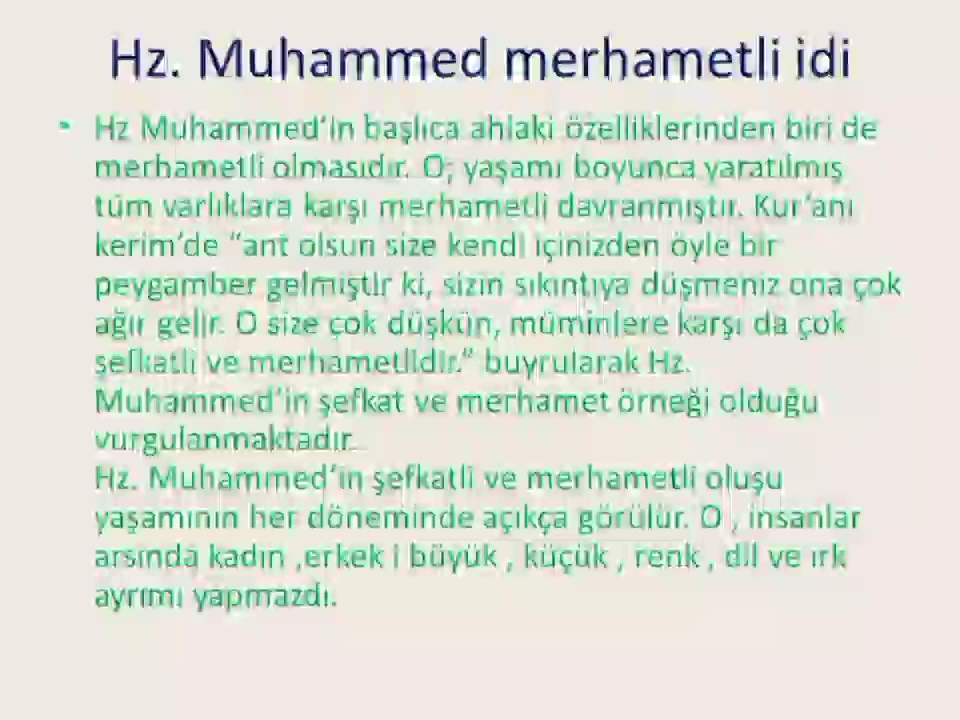 Hz. Muhammed merhametli idi
• Hz Muhammed'in başlıca ahlaki özelliklerinden biri de
merhametli olmasıdır. O; yaşamı boyunca yaratılmış
tüm varlıklara karşı merhametli davranmıştır. Kur'anı
kerim'de "ant olsun size kendi içinizden öyle bir
peygamber gelmiştir ki, sizin sıkıntıya düşmeniz ona çok
ağır gelir. O size çok düşkün, müminlere karşı da çok
şefkatli ve merhametlidir." buyrularak Hz.
Muhammed'in şefkat ve merhamet örneği olduğu
vurgulanmaktadır.
Hz. Muhammed'in şefkatli ve merhametli oluşu
yaşamının her döneminde açıkça görülür. O , insanlar
arsında kadın ,erkek i büyük , küçük , renk , dil ve ırk
ayrımı yapmazdı.